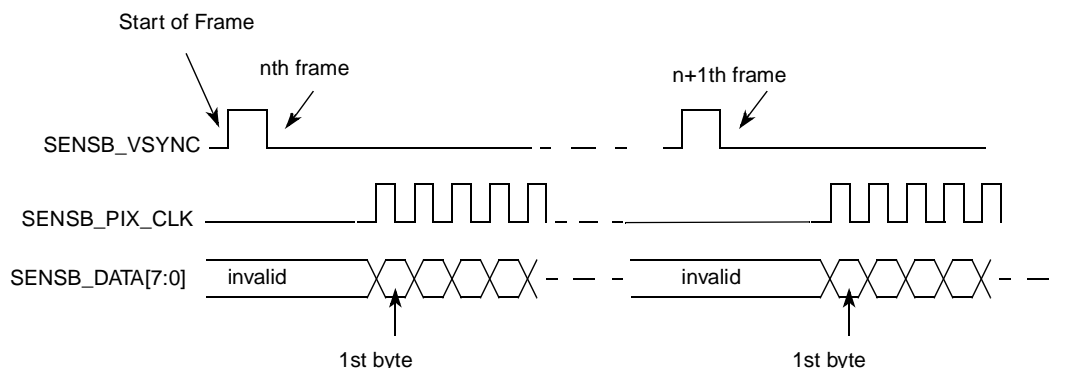 Start of Frame
nth frame
n+1th frame
SENSB_VSYNC
SENSB_PIX_CLK
SENSB_DATA[7:0]
invalid
invalid
1st byte
1st byte